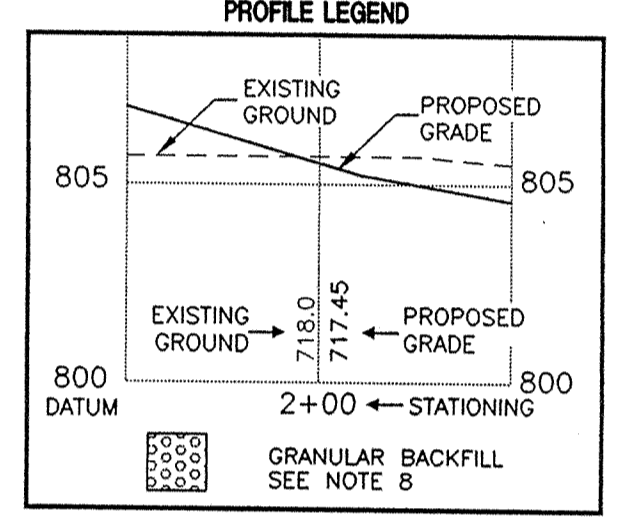 PROFILE LEGEND
EXISTING
GROUND
PROPOSED
GRADE
805
805
EXISTING
GROUND
718.0
717.45
PROPOSED
GRADE
800
800
DATUM
2+00
STATIONING
GRANULAR BACKFILL
SEE NOTE 8